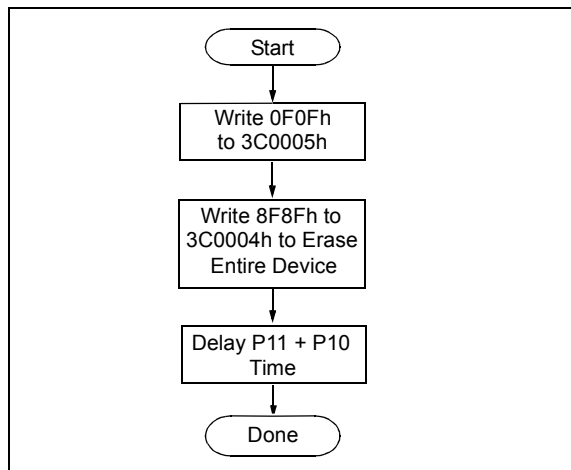 Start
Write 0F0Fh
to 3C0005h
Write 8F8Fh to
3C0004h to Erase
Entire Device
Delay P11 + P10
Time
Done